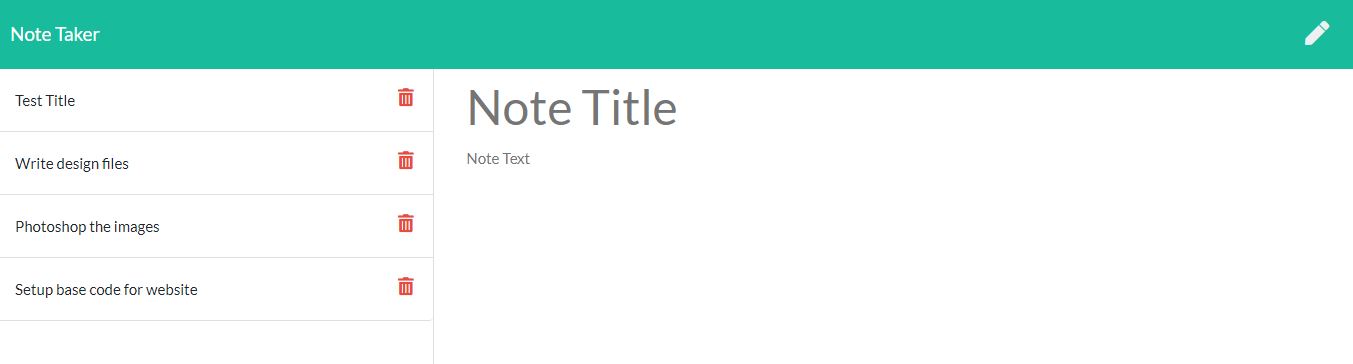 Note Taker
Test Title
Write design files
Photoshop the images
Setup base code for website
Note Title
Note Text